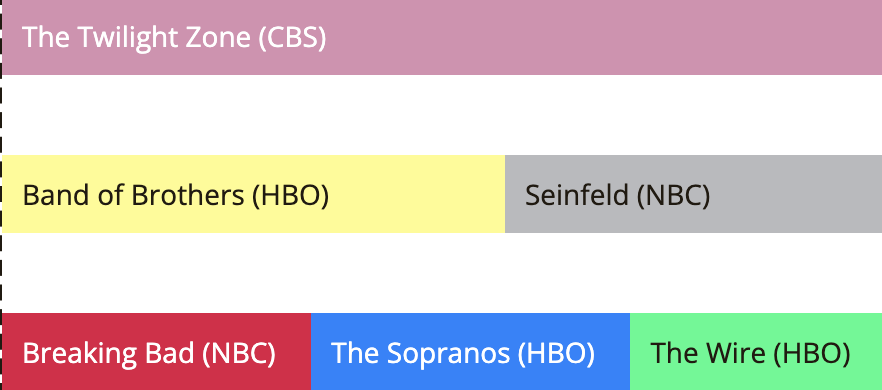 The Twilight Zone (CBS)
Band of Brothers (HBO)
Seinfeld (NBC)
Breaking Bad (NBC)
The Sopranos (HBO)
The Wire (HBO)